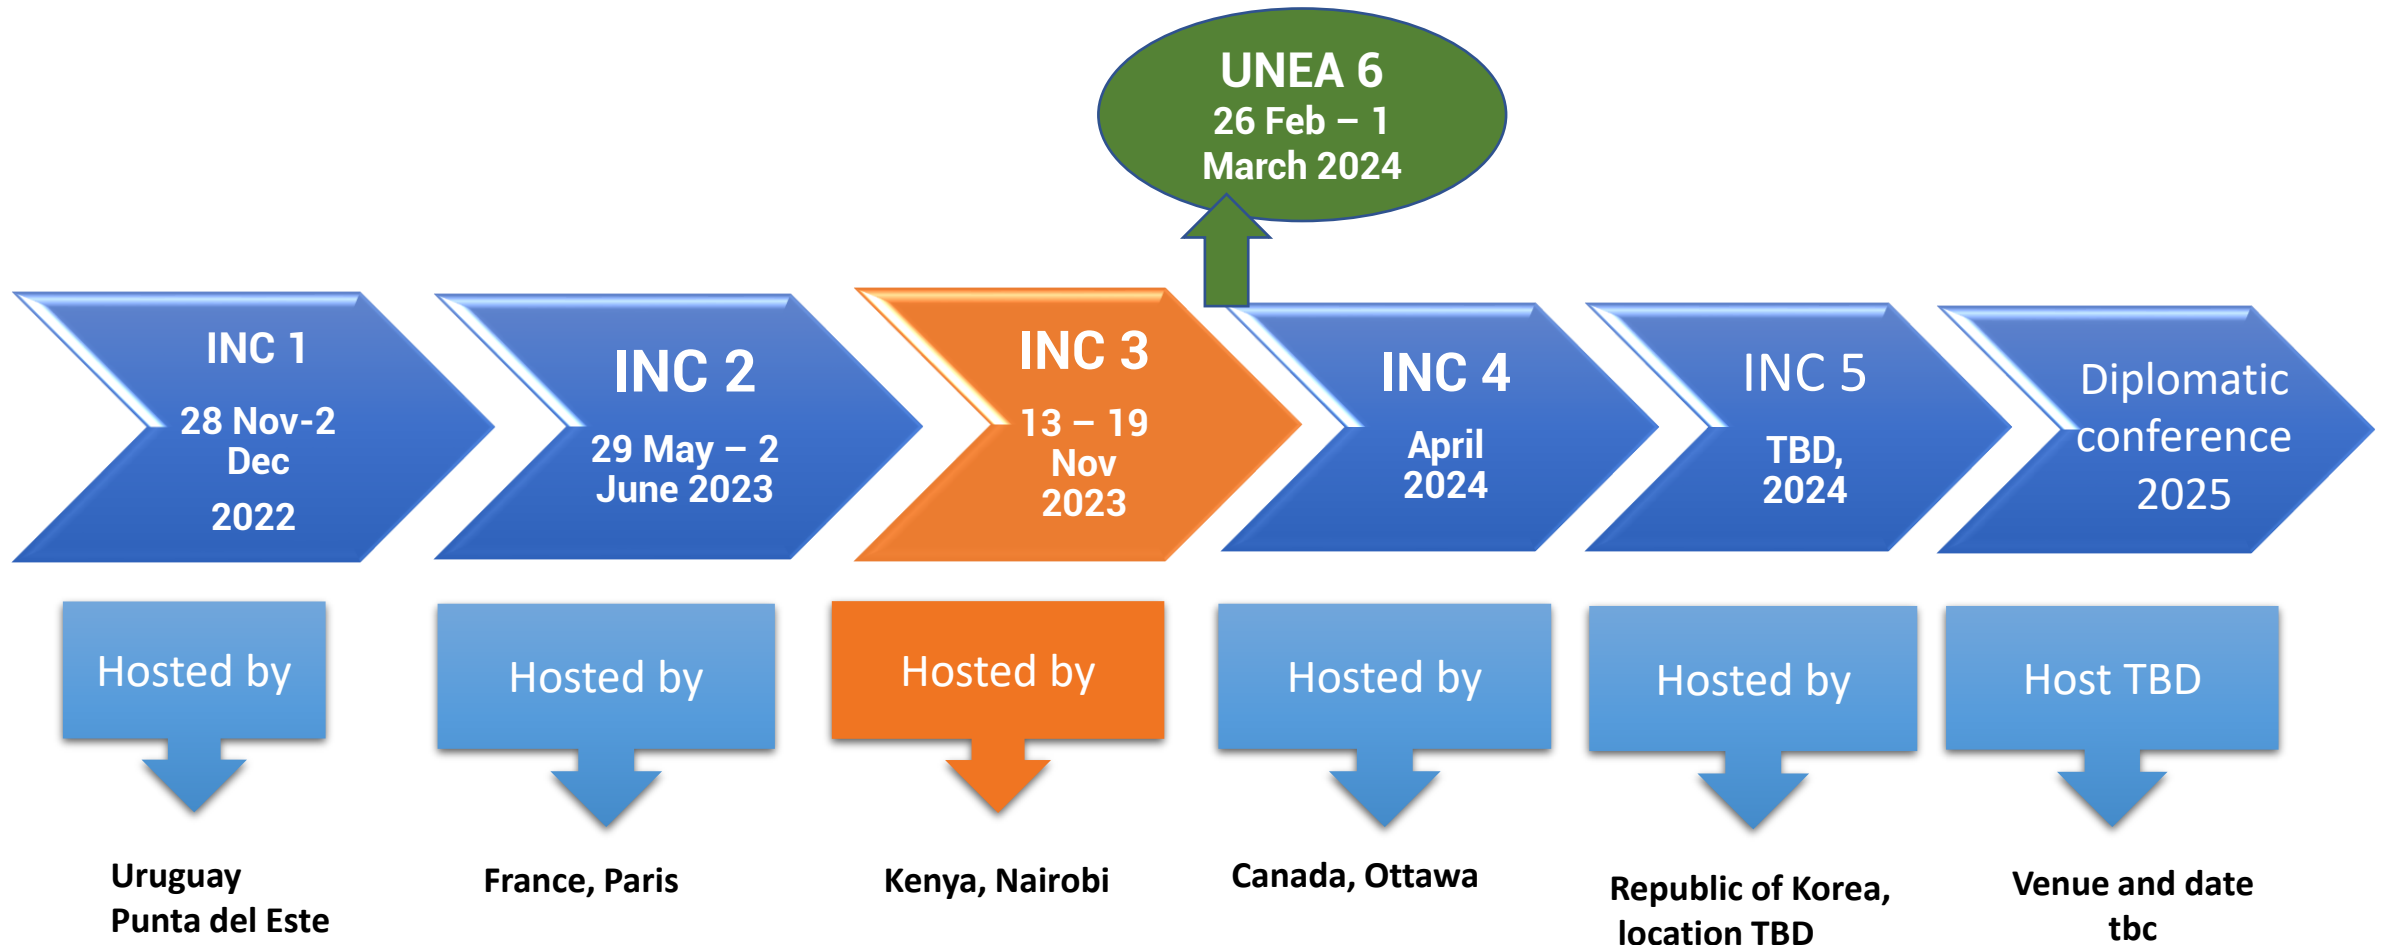 UNEA 6
26 Feb – 1
March 2024
INC 1
28 Nov-2
Dec
2022
INC 2
29 May – 2
June 2023
INC 3
13 – 19
Nov
2023
INC 4
April
2024
INC 5
TBD,
2024
Diplomatic
conference
2025
Hosted by
Hosted by
Hosted by
Hosted by
Hosted by
Host TBD
Uruguay
Punta del Este
France, Paris
Kenya, Nairobi
Canada, Ottawa
Republic of Korea,
location TBD
Venue and date
tbc